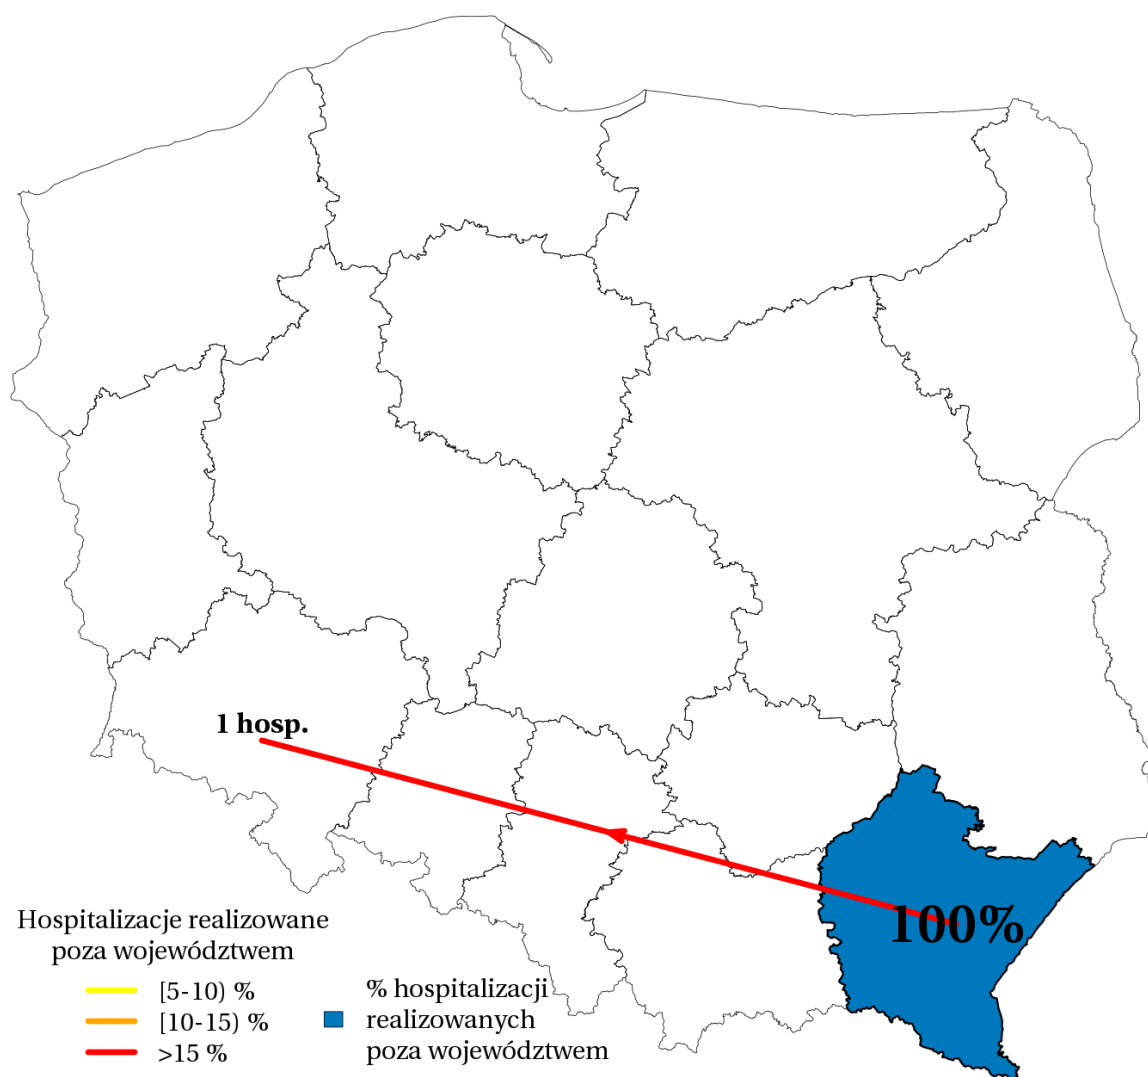 1 hosp.
100%
Hospitalizacje realizowane
poza województwem
[5-10) %
[10-15) %
>15 %
% hospitalizacji
realizowanych
poza województwem